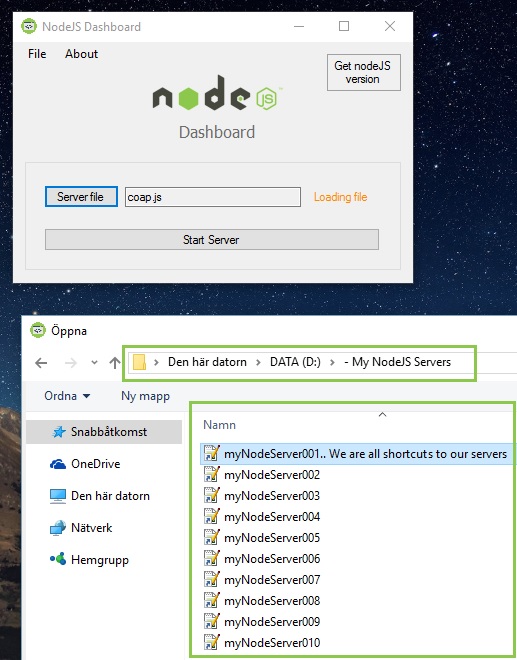 NodeJS Dashboard
File About
Get nodeJS
version
node
JS
Dashboard
Server file coap.js Loading file
Start Server
Öppna
Den här datorn DATA (D:) - My NodeJS Servers
Ordna Ny mapp
Snabbåtkomst
OneDrive
Den här datorn
Nätverk
Hemgrupp
Namn
myNodeServer001.. We are all shortcuts to our servers
myNodeServer002
myNodeServer003
myNodeServer004
myNodeServer005
myNodeServer006
myNodeServer007
myNodeServer008
myNodeServer009
myNodeServer010